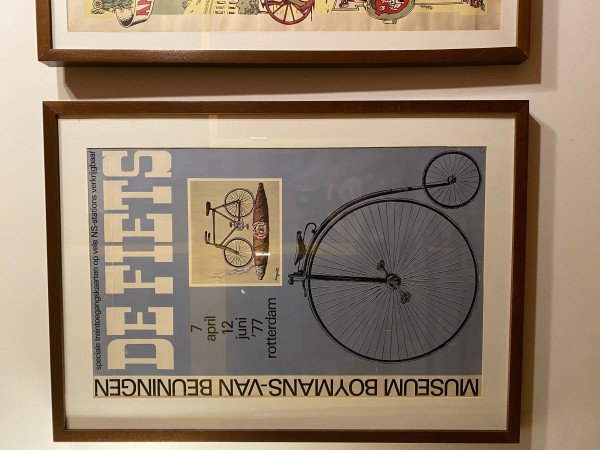 speciale treintoegangskaarten op vele NS-stations verkrijgbaar
DE FIETS
7
april
12
juni
'77
rotterdam
MUSEUM BOYMANS-VAN BEUNINGEN